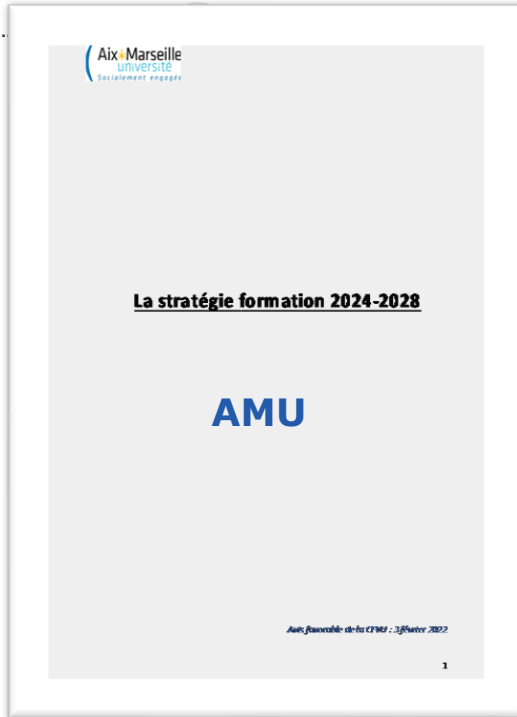 Aix Marseille
université
Socialement engagée
La stratégie formation 2024-2028
AMU
Avis favorable de la CFVU : 3 février 2022
1